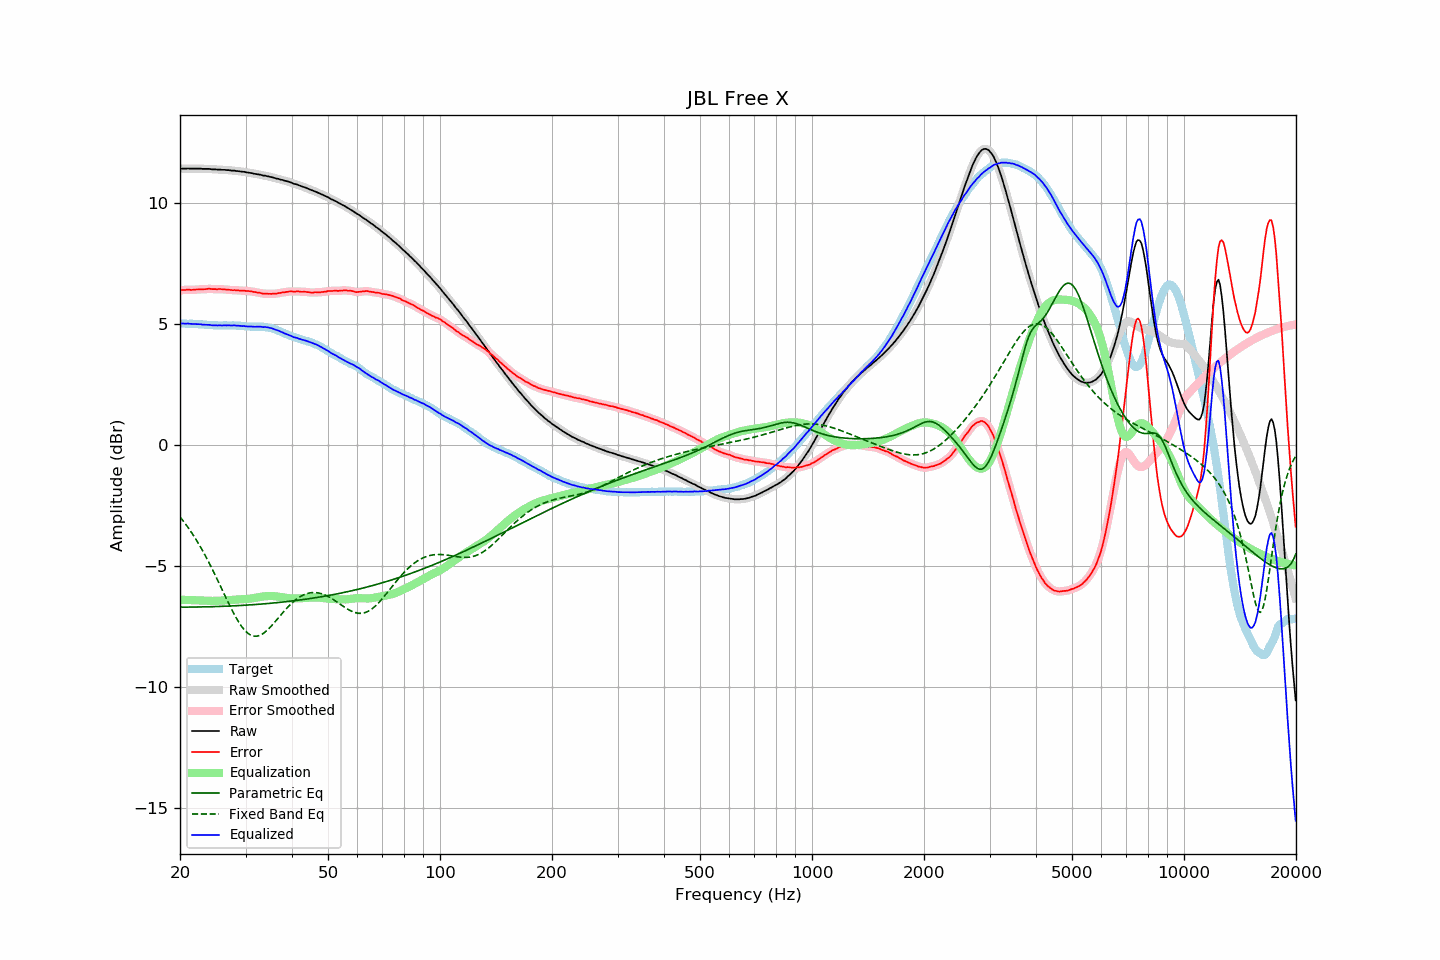 JBL Free X
Amplitude (dBr)
10
5
0
−5
−10
−15
Target
Raw Smoothed
Error Smoothed
Raw
Error
Equalization
Parametric Eq
Fixed Band Eq
Equalized
20 50 100 200 500 1000 2000 5000 10000 20000
Frequency (Hz)